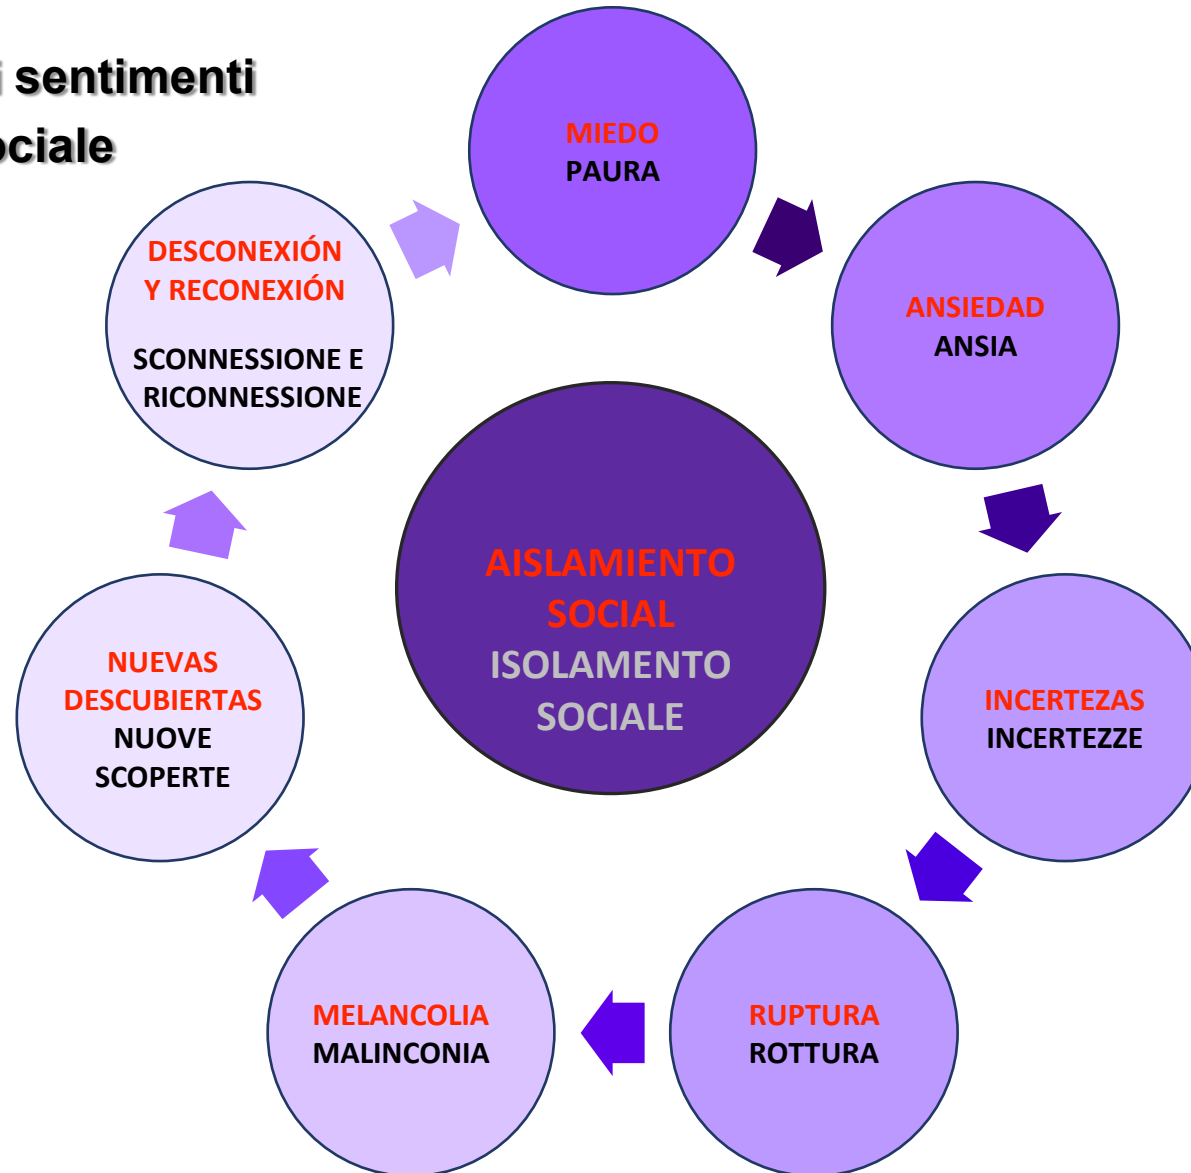 i sentimenti
ociale
MIEDO
PAURA
ANSIEDAD
ANSIA
INCERTEZAS
INCERTEZZE
RUPTURA
ROTTURA
MELANCOLIA
MALINCONIA
NUEVAS
DESCUBIERTAS
NUOVE
SCOPERTE
DESCONEXIÓN
Y RECONEXIÓN
SCONNESSIONE E
RICONNESSIONE
AISLAMIENTO
SOCIAL
ISOLAMENTO
SOCIALE